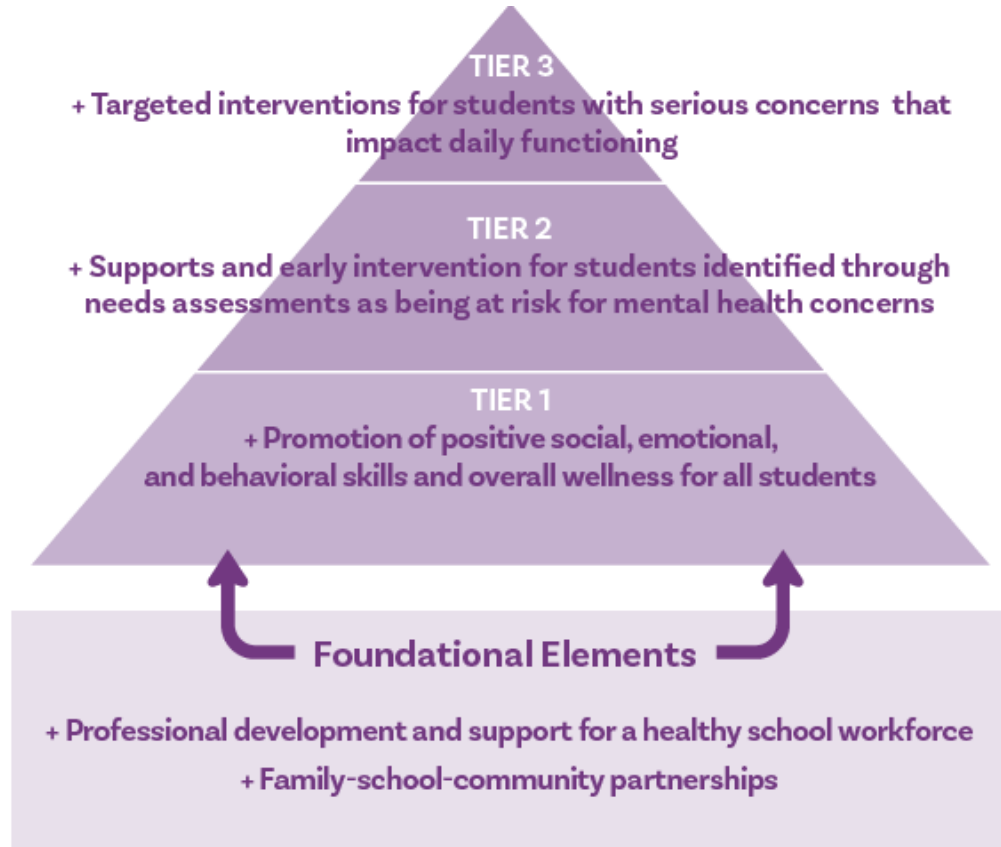 TIER 3
+ Targeted interventions for students with serious concerns that
impact daily functioning
TIER 2
+ Supports and early intervention for students identified through
needs assessments as being at risk for mental health concerns
TIER 1
+ Promotion of positive social, emotional,
and behavioral skills and overall wellness for all students
Foundational Elements
+ Professional development and support for a healthy school workforce
+ Family-school-community partnerships